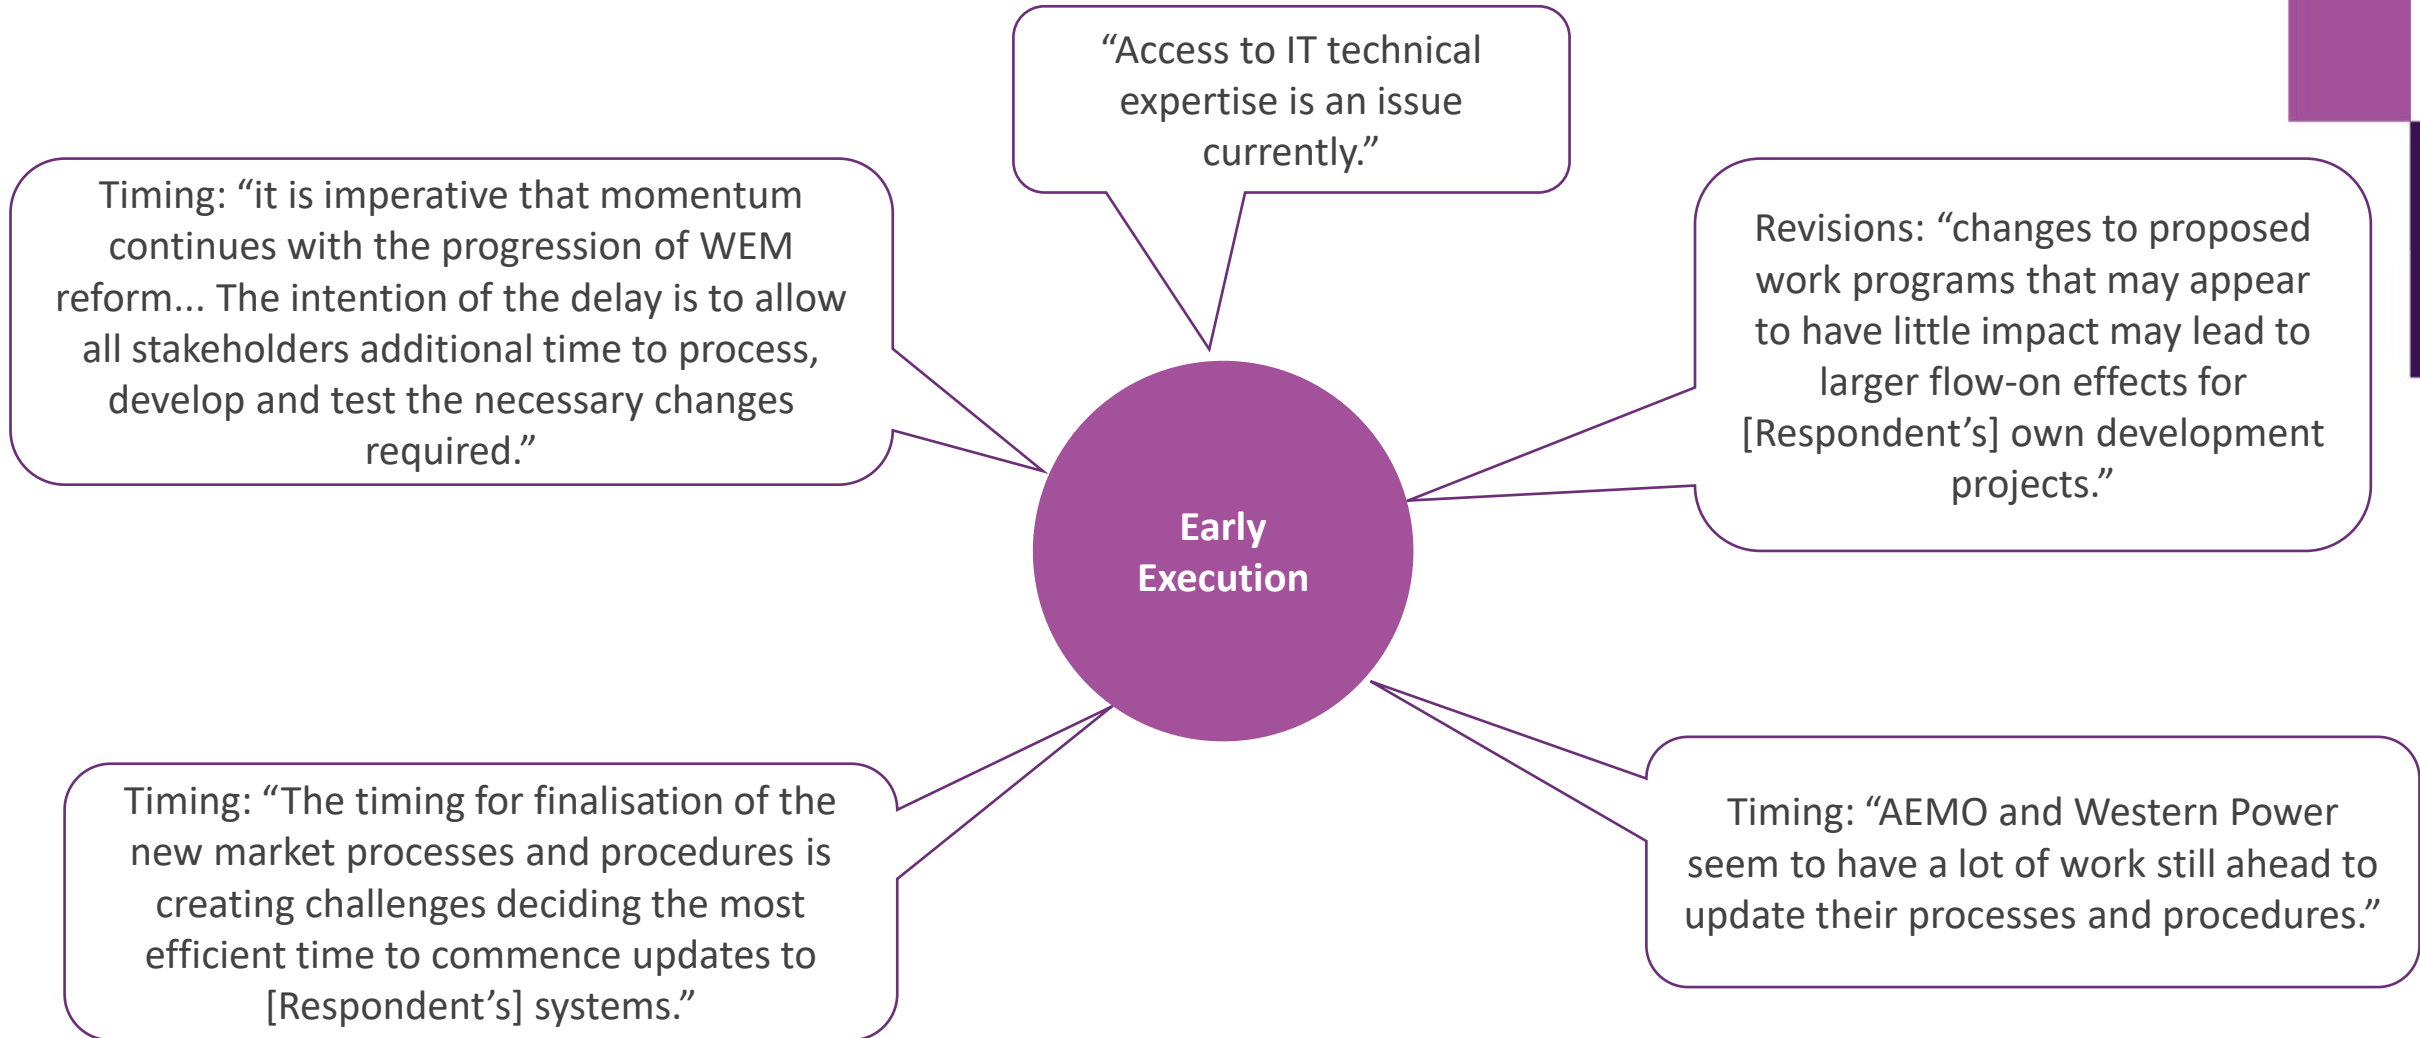 “Access to IT technical
expertise is an issue
currently.”
Timing: “it is imperative that momentum
continues with the progression of WEM
reform... The intention of the delay is to allow
all stakeholders additional time to process,
develop and test the necessary changes
required.”
Revisions: “changes to proposed
work programs that may appear
to have little impact may lead to
larger flow-on effects for
[Respondent’s] own development
projects.”
Early
Execution
Timing: “The timing for finalisation of the
new market processes and procedures is
creating challenges deciding the most
efficient time to commence updates to
[Respondent’s] systems.”
Timing: “AEMO and Western Power
seem to have a lot of work still ahead to
update their processes and procedures.”